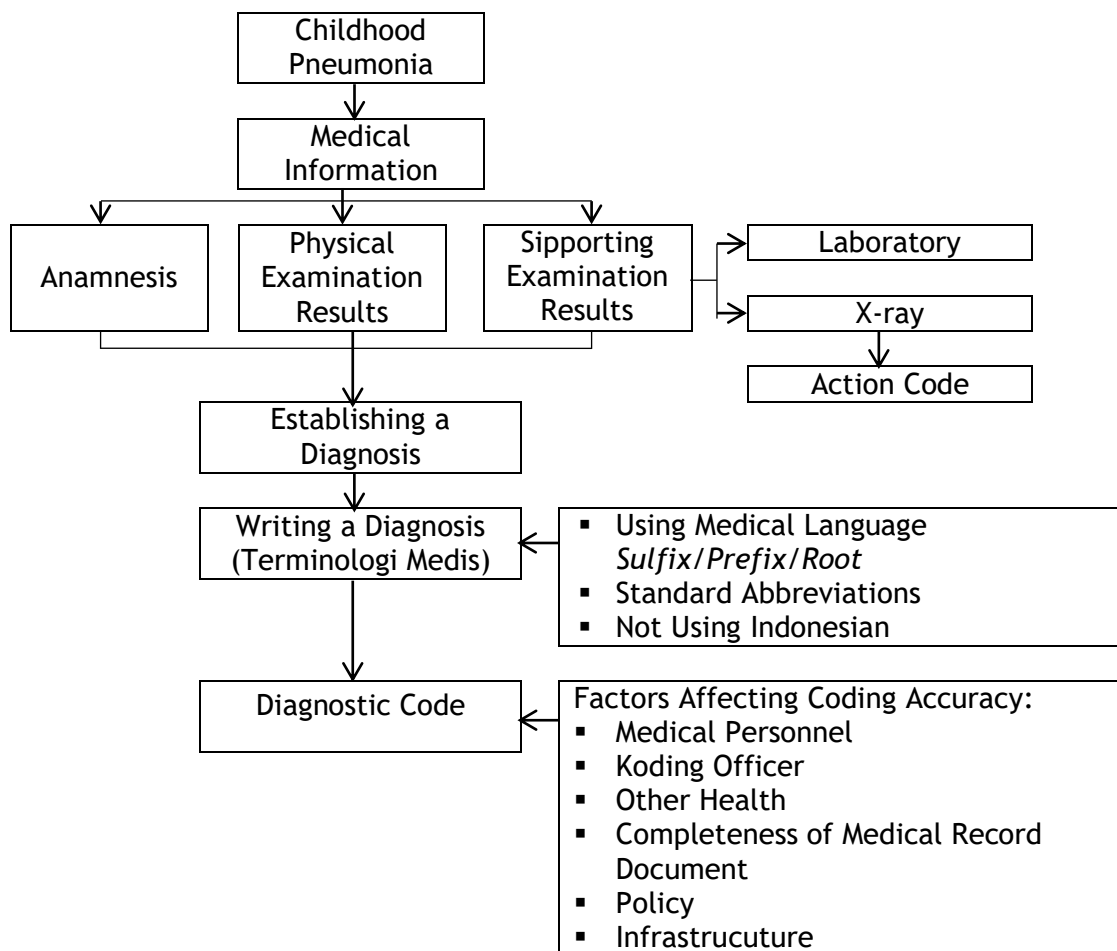 Childhood
Pneumonia
Medical
Information
Anamnesis
Physical
Examination
Results
Sipporting
Examination
Results
Laboratory
X-ray
Action Code
Establishing a
Diagnosis
Writing a Diagnosis
(Terminologi Medis)
▪ Using Medical Language
Sulfix/Prefix/Root
▪ Standard Abbreviations
▪ Not Using Indonesian
Diagnostic Code
Factors Affecting Coding Accuracy:
▪ Medical Personnel
▪ Koding Officer
▪ Other Health
▪ Completeness of Medical Record
Document
▪ Policy
▪ Infrastrucuture